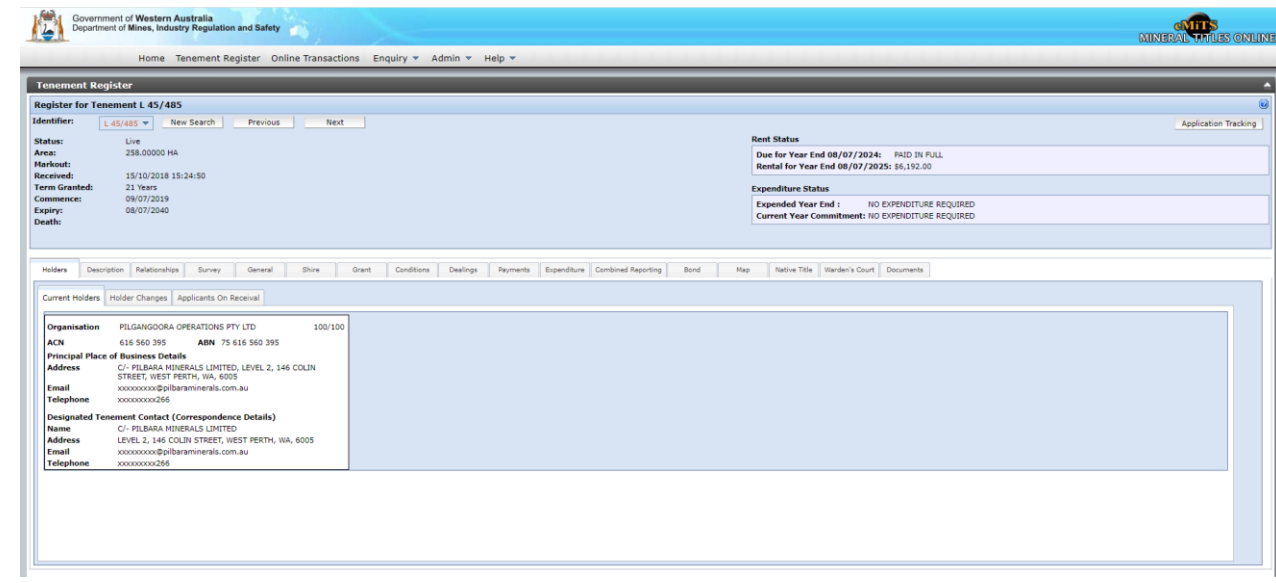 Government of Western Australia
Department of Mines, Industry Regulation and Safety
eMiTS
MINERAL TITLES ONLINE
Home Tenement Register Online Transactions Enquiry Admin Help
Tenement Register
Register for Tenement L 45/485
Identifier: L 45/485 New Search Previous Next Application Tracking
Status: Live
Area: 258.00000 HA
Markout:
Received: 15/10/2018 15:24:50
Term Granted: 21 Years
Commence: 09/07/2019
Expiry: 08/07/2040
Death:
Rent Status
Due for Year End 08/07/2024: PAID IN FULL
Rental for Year End 08/07/2025: $6,192.00
Expenditure Status
Expended Year End : NO EXPENDITURE REQUIRED
Current Year Commitment: NO EXPENDITURE REQUIRED
Holders Description Relationships Survey General Shire Grant Conditions Dealings Payments Expenditure Combined Reporting Bond Map Native Title Warden's Court Documents
Current Holders Holder Changes Applicants On Receival
Organisation PILGANGOORA OPERATIONS PTY LTD 100/100
ACN 616 560 395 ABN 75 616 560 395
Principal Place of Business Details
Address C/- PILBARA MINERALS LIMITED, LEVEL 2, 146 COLIN
STREET, WEST PERTH, WA, 6005
Email xxxxxxxxx@pilbaraminerals.com.au
Telephone xxxxxxxxx266
Designated Tenement Contact (Correspondence Details)
Name C/- PILBARA MINERALS LIMITED
Address LEVEL 2, 146 COLIN STREET, WEST PERTH, WA, 6005
Email xxxxxxxxx@pilbaraminerals.com.au
Telephone xxxxxxxxx266